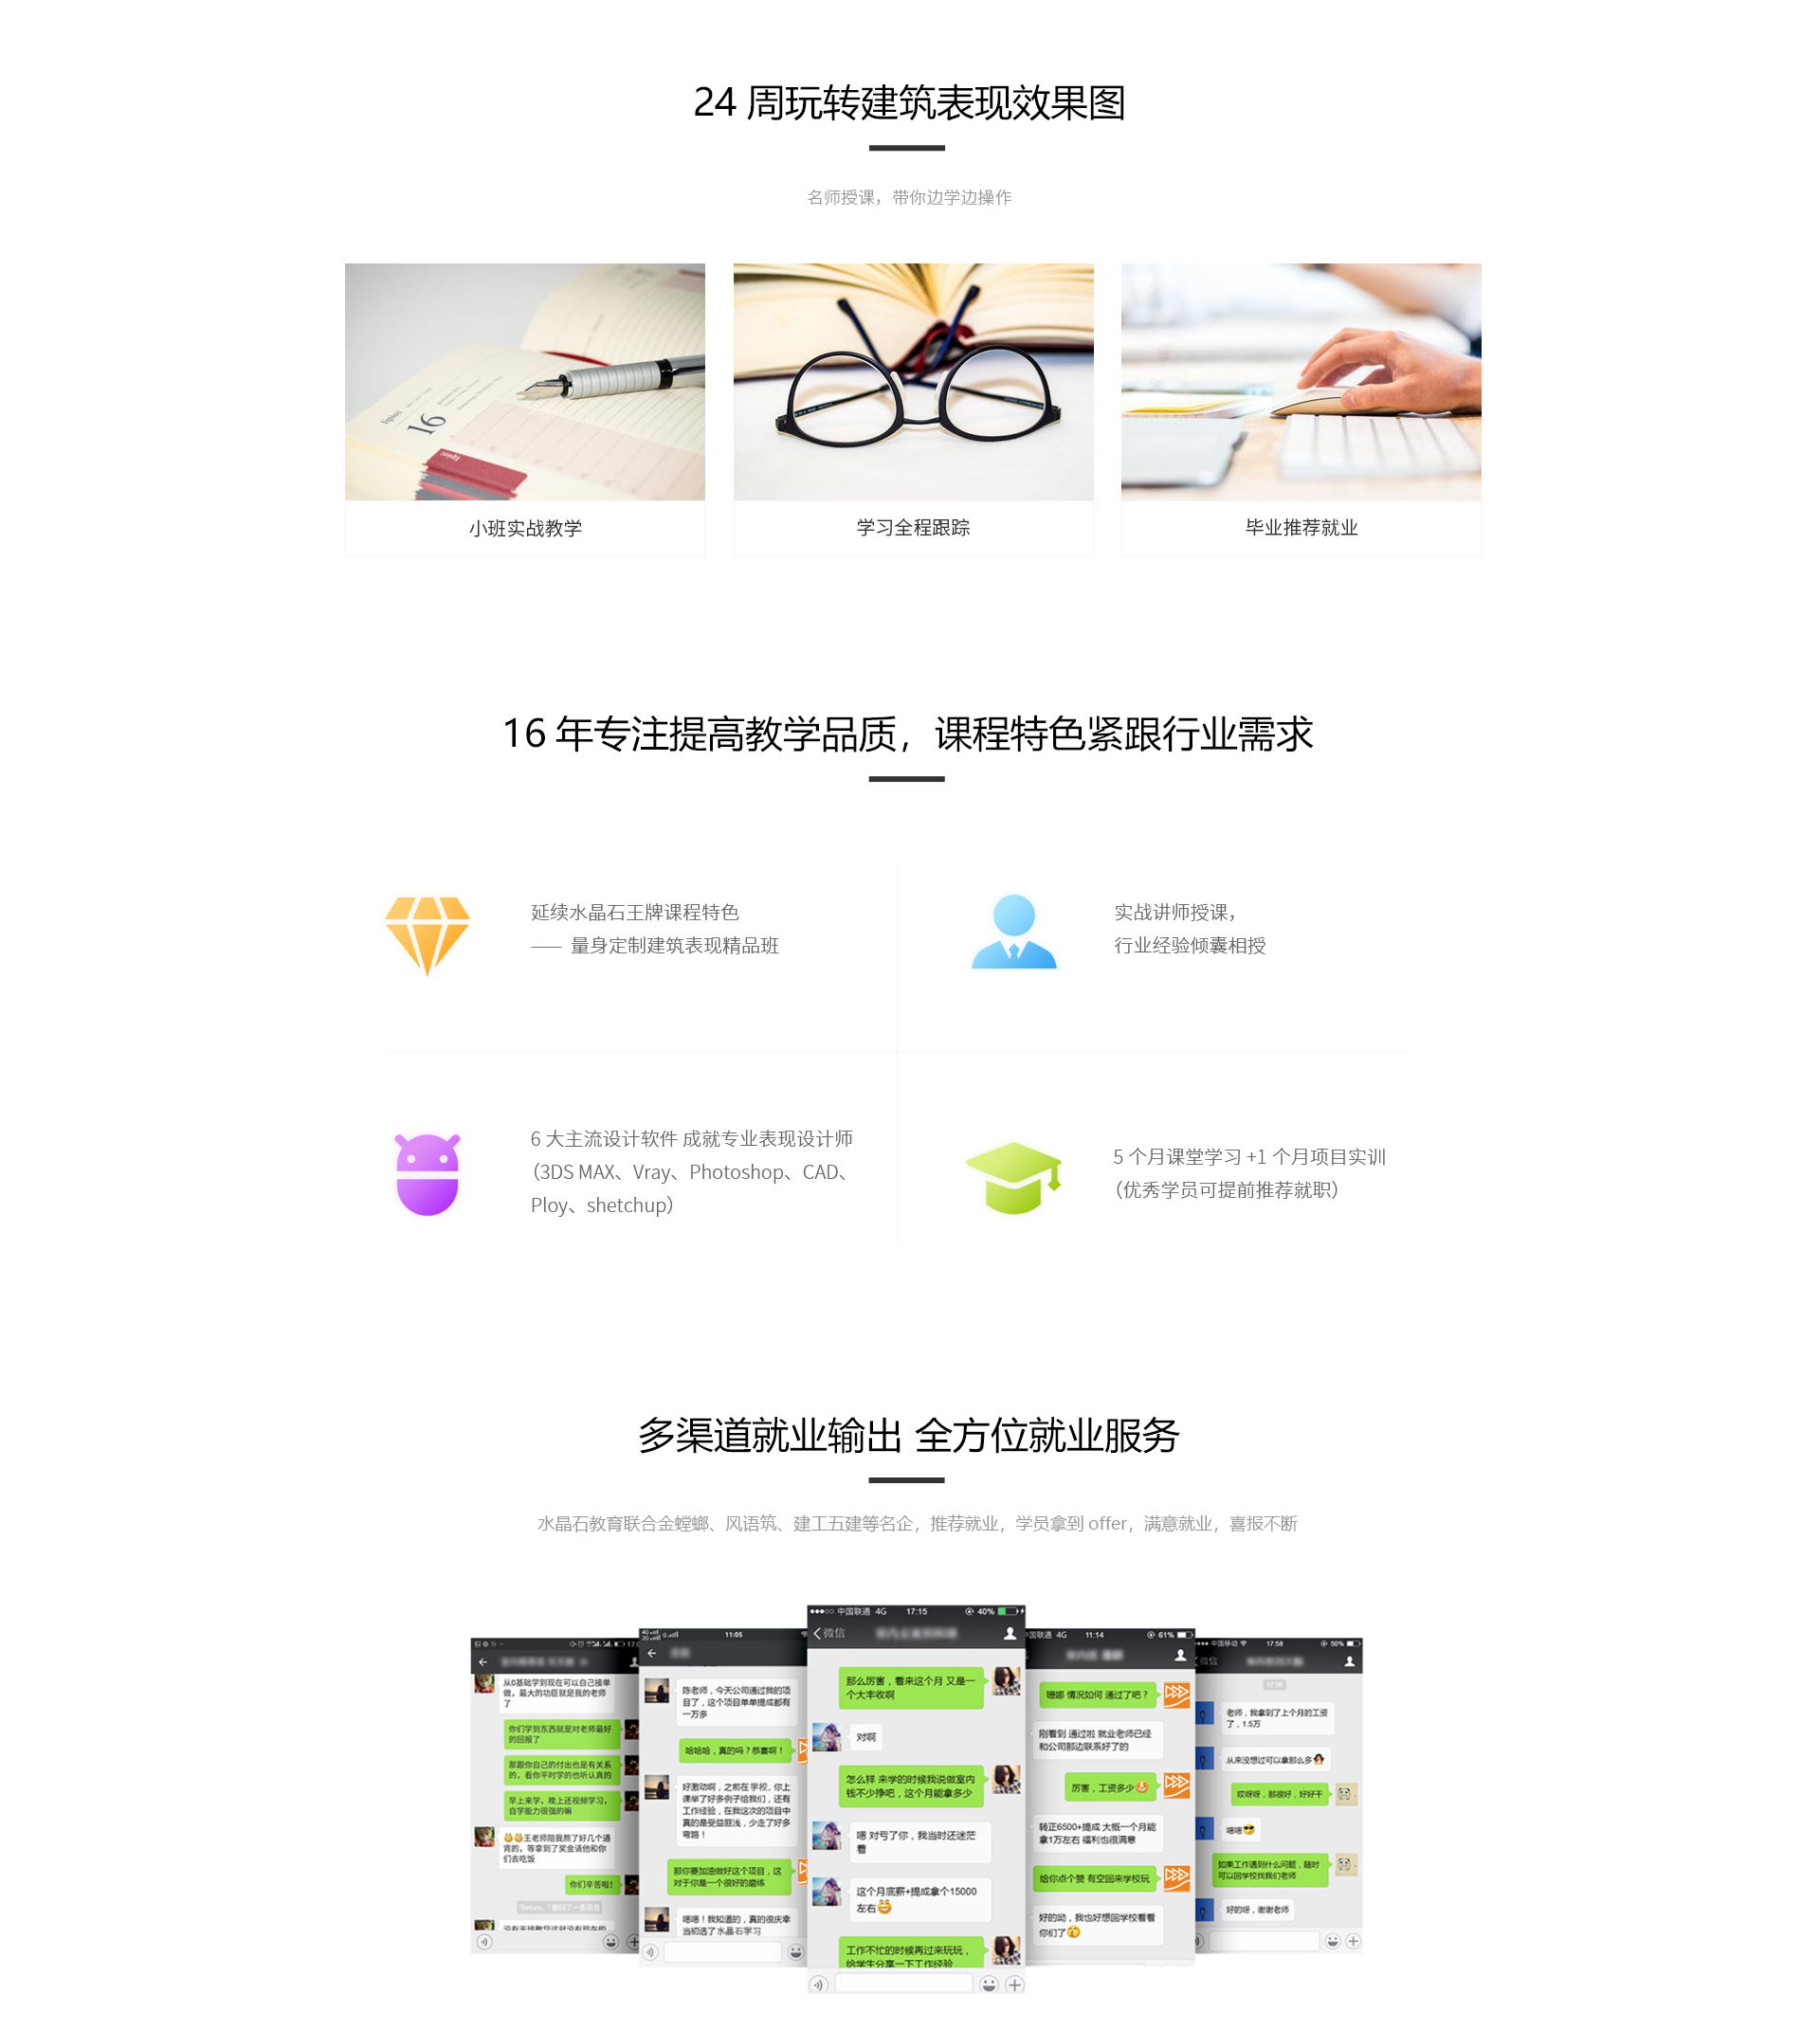 24 周玩转建筑表现效果图
名师授课，带你边学边操作
16
小班实战教学
学习全程跟踪
毕业推荐就业
16 年专注提高教学品质，课程特色紧跟行业需求
延续水晶石王牌课程特色
—— 量身定制建筑表现精品班
实战讲师授课，
行业经验倾囊相授
6 大主流设计软件 成就专业表现设计师
（3DS MAX、Vray、Photoshop、CAD、
Ploy、shetchup）
5 个月课堂学习 +1 个月项目实训
（优秀学员可提前推荐就职）
多渠道就业输出 全方位就业服务
水晶石教育联合金螳螂、风语筑、建工五建等名企，推荐就业，学员拿到 offer，满意就业，喜报不断
从0基础学到现在可以自己接单
做，最大的功臣就是我的老师
了
你们学到东西就是对老师最好
的回报了
那跟你自己的付出也是有关系
的，看你平时学的也听认真的
早上来学，晚上还视频学习，
自学能力很强的嘛
王老师陪我熬了好几个通
宵的，等拿到了奖金请他和你
们去吃饭
你们辛苦啦！
11:05
陈老师，今天公司通过我的项
目了，这个项目单单提成都有
一万多
哈哈哈，真的吗？恭喜啊！
好激动啊，之前在学校，你上
课举了好多例子给我们，还有
工作经验，在我这次的项目中
真的是受益匪浅，少走了好多
弯路！
那你要加油做好这个项目，这
对于你是一个很好的磨练
嗯嗯！我知道的，真的很庆幸
当初选了水晶石学习
中国联通 4G 17:15 40%
微信
那么厉害，看来这个月 又是一
个大丰收啊
对啊
怎么样 来学的时候我说做室内
钱不少挣吧，这个月能拿多少
嗯 对亏了你，我当时还迷茫
着
这个月底薪+提成拿个15000
左右
工作不忙的时候再过来玩玩，
给学生分享一下工作经验
中国联通 4G 11:14 61%
珊娜 情况如何 通过了吧？
刚看到 通过啦 就业老师已经
和公司那边联系好了的
厉害，工资多少
转正6500+提成 大概一个月能
拿1万左右 福利也很满意
给你点个赞 有空回来学校玩
好的呦，我也好想回学校看看
你们了
中国移动 17:58 50%
微信
17:58
老师，我拿到了上个月的工资
了，1.5万
从来没想过可以拿那么多
哎呀呀，那很好，好好干
嗯嗯
如果工作遇到什么问题，随时
可以回学校找我们老师
好的呀，谢谢老师